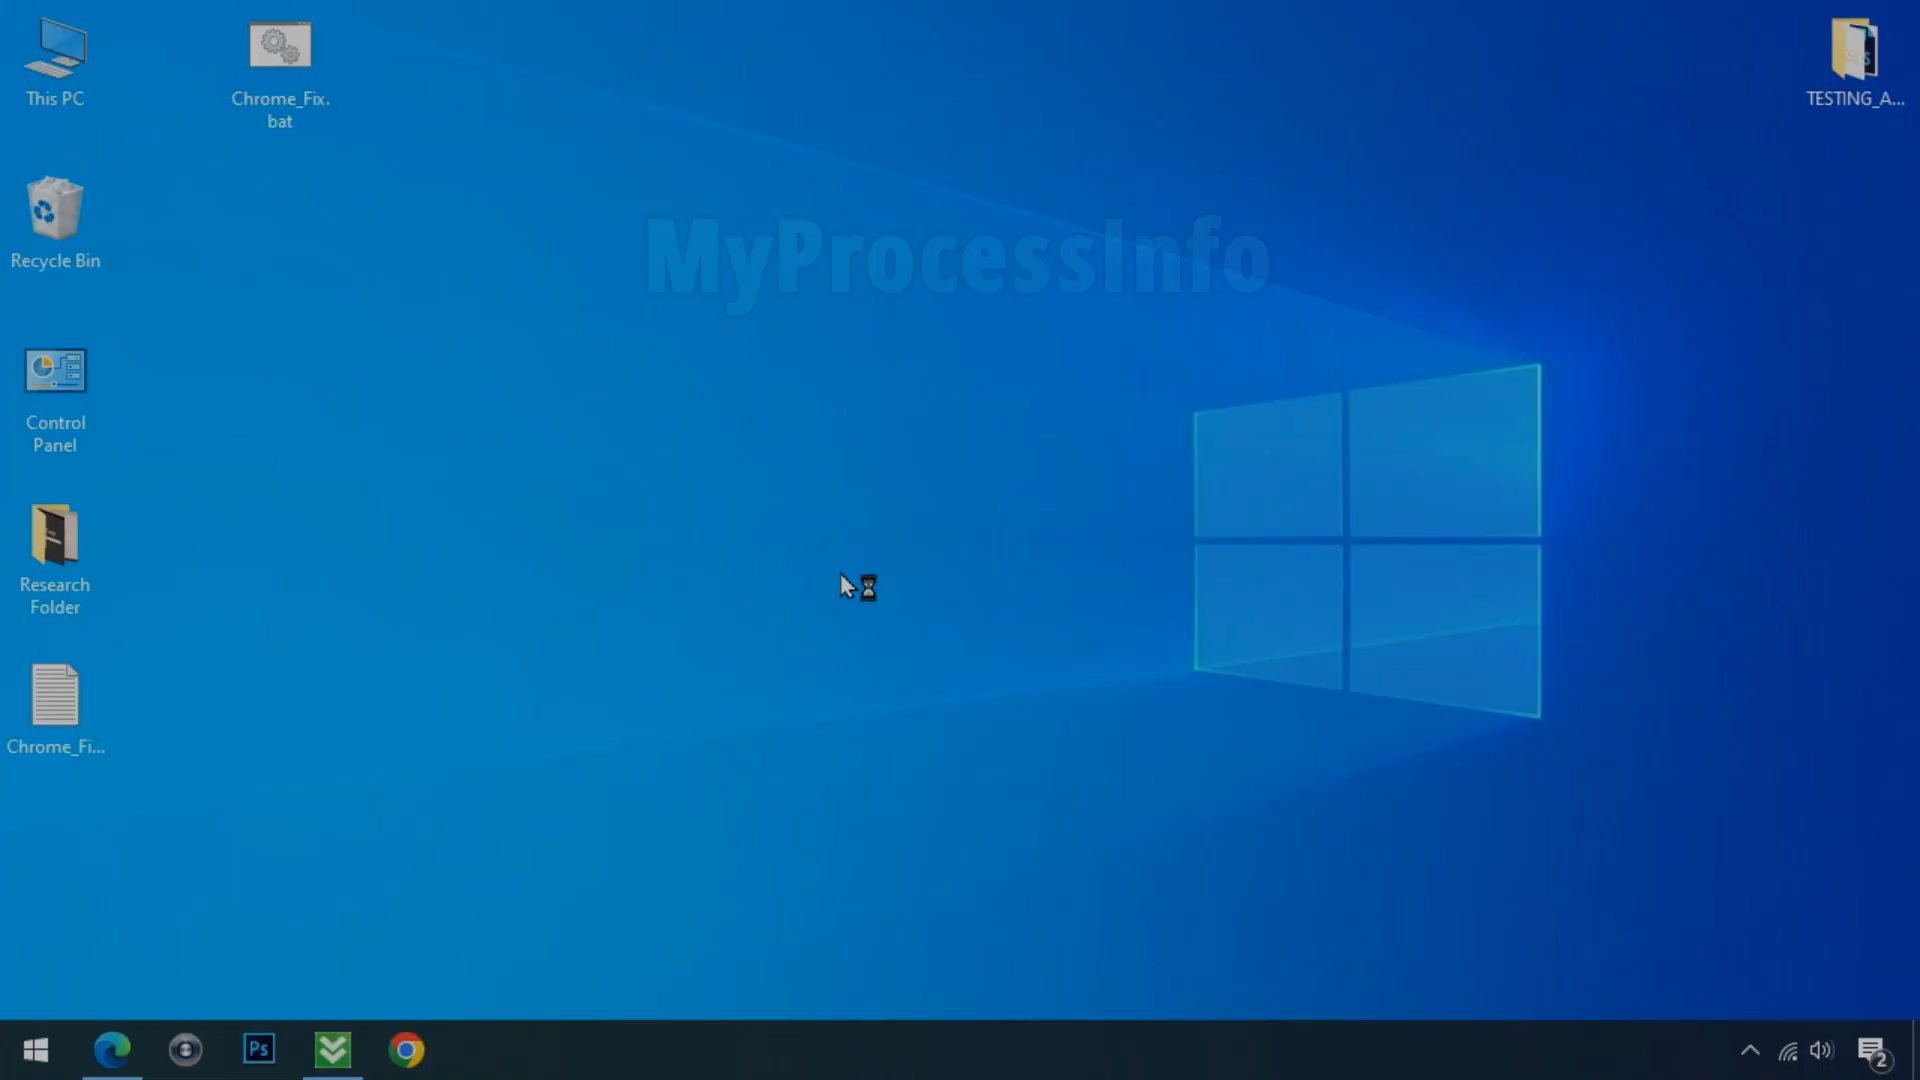 This PC
Chrome_Fix.
bat
TESTING_A...
MyProcessInfo
Recycle Bin
Control
Panel
Research
Folder
Chrome_Fi...
Ps
2